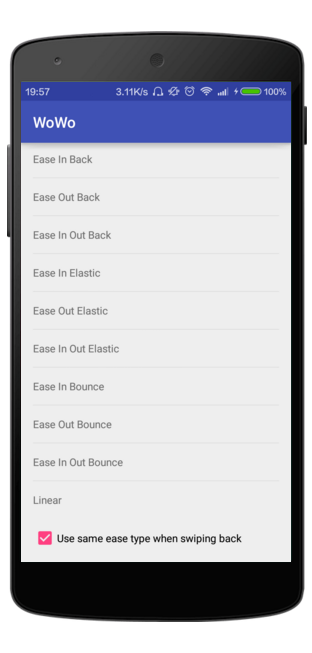 19:57 3.11K/s 100%
WoWo
Ease In Back
Ease Out Back
Ease In Out Back
Ease In Elastic
Ease Out Elastic
Ease In Out Elastic
Ease In Bounce
Ease Out Bounce
Ease In Out Bounce
Linear
Use same ease type when swiping back